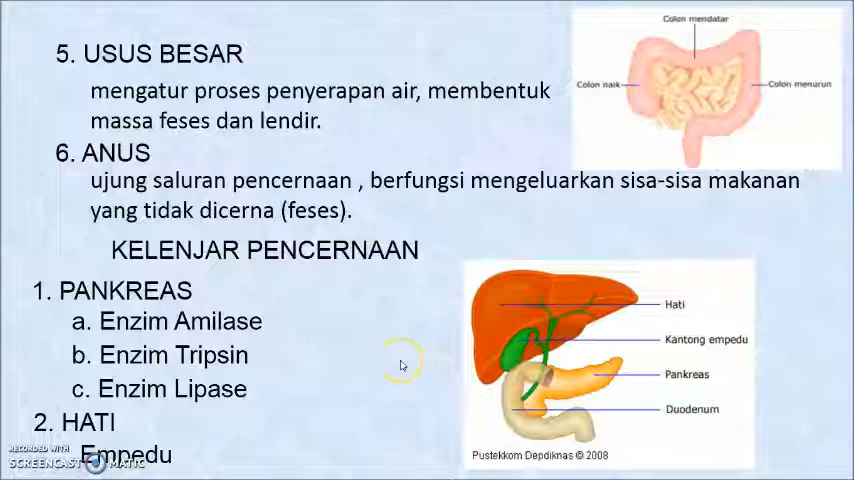 5. USUS BESAR
mengatur proses penyerapan air, membentuk
massa feses dan lendir.
6. ANUS
ujung saluran pencernaan , berfungsi mengeluarkan sisa-sisa makanan
yang tidak dicerna (feses).
KELENJAR PENCERNAAN
1. PANKREAS
a. Enzim Amilase
b. Enzim Tripsin
c. Enzim Lipase
2. HATI
Empedu
Colon mendatar
Colon naik
Colon menurun
Hati
Kantong empedu
Pankreas
Duodenum
Pustekkom Depdiknas © 2008
RECORDED WITH
SCREENCAST MATIC